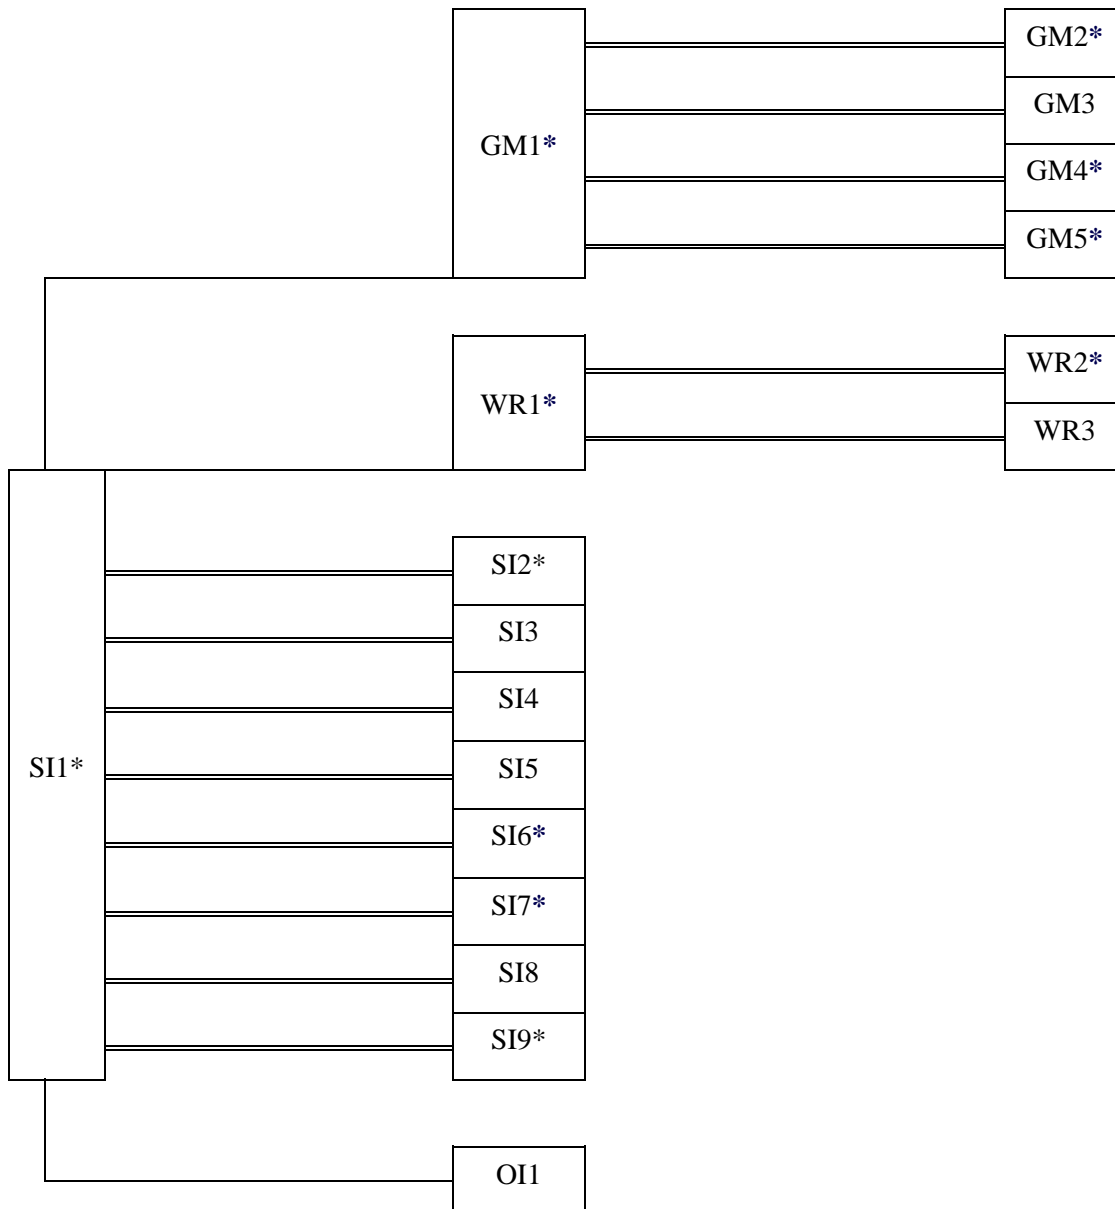 GM1*
GM2*
GM3
GM4*
GM5*
WR1*
WR2*
WR3
SI1*
SI2*
SI3
SI4
SI5
SI6*
SI7*
SI8
SI9*
OI1